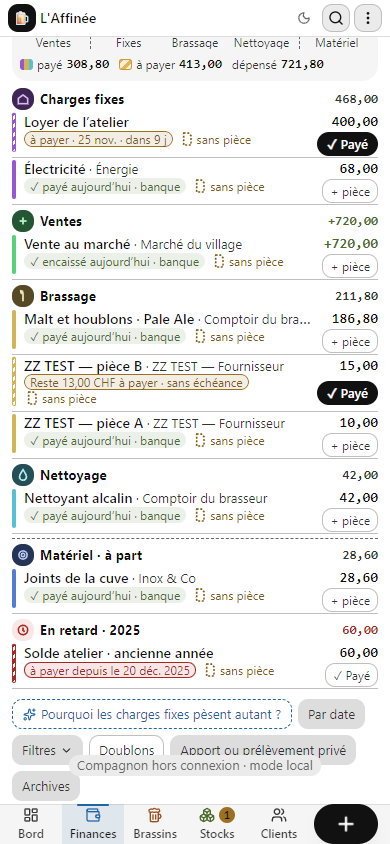 L'Affinée
Ventes Fixes Brassage Nettoyage Matériel
payé 308,80 à payer 413,00 dépensé 721,80
Charges fixes 468,00
Loyer de l’atelier 400,00
à payer · 25 nov. · dans 9 j sans pièce ✓ Payé
Électricité · Énergie 68,00
✓ payé aujourd’hui · banque sans pièce + pièce
Ventes +720,00
Vente au marché · Marché du village +720,00
✓ encaissé aujourd’hui · banque sans pièce + pièce
Brassage 211,80
Malt et houblons · Pale Ale · Comptoir du bra… 186,80
✓ payé aujourd’hui · banque sans pièce + pièce
ZZ TEST — pièce B · ZZ TEST — Fournisseur 15,00
Reste 13,00 CHF à payer · sans échéance ✓ Payé
sans pièce
ZZ TEST — pièce A · ZZ TEST — Fournisseur 10,00
✓ payé aujourd’hui · banque sans pièce + pièce
Nettoyage 42,00
Nettoyant alcalin · Comptoir du brasseur 42,00
✓ payé aujourd’hui · banque sans pièce + pièce
Matériel · à part 28,60
Joints de la cuve · Inox & Co 28,60
✓ payé aujourd’hui · banque sans pièce + pièce
En retard · 2025 60,00
Solde atelier · ancienne année 60,00
à payer depuis le 20 déc. 2025 sans pièce ✓ Payé
Pourquoi les charges fixes pèsent autant ? Par date
Filtres Doublons Apport ou prélèvement privé
Compagnon hors connexion · mode local
Archives
Bord Finances Brassins Stocks 1 Clients +